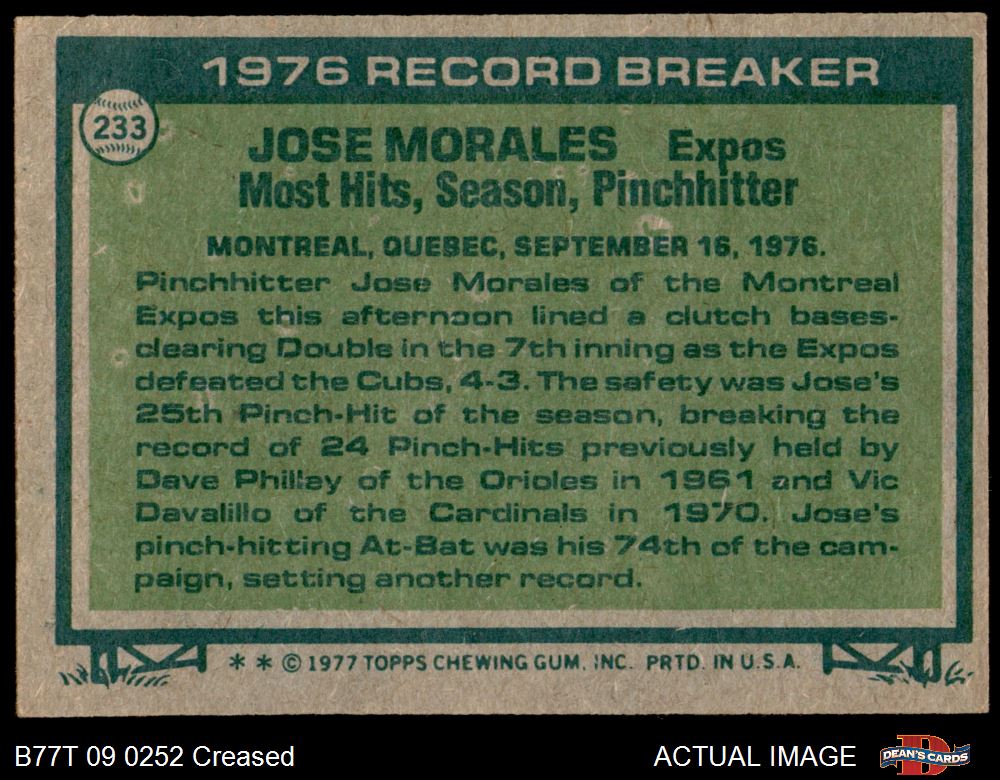 1976 RECORD BREAKER
233
JOSE MORALES Expos
Most Hits, Season, Pinchhitter
MONTREAL, QUEBEC, SEPTEMBER 16, 1976.
Pinchhitter Jose Morales of the Montreal
Expos this afternoon lined a clutch bases-
clearing Double in the 7th inning as the Expos
defeated the Cubs, 4-3. The safety was Jose's
25th Pinch-Hit of the season, breaking the
record of 24 Pinch-Hits previously held by
Dave Philley of the Orioles in 1961 and Vic
Davalillo of the Cardinals in 1970. Jose's
pinch-hitting At-Bat was his 74th of the cam-
paign, setting another record.
* * © 1977 TOPPS CHEWING GUM, INC. PRTD. IN U.S.A.
B77T 09 0252 Creased ACTUAL IMAGE
D
DEAN'S CARDS